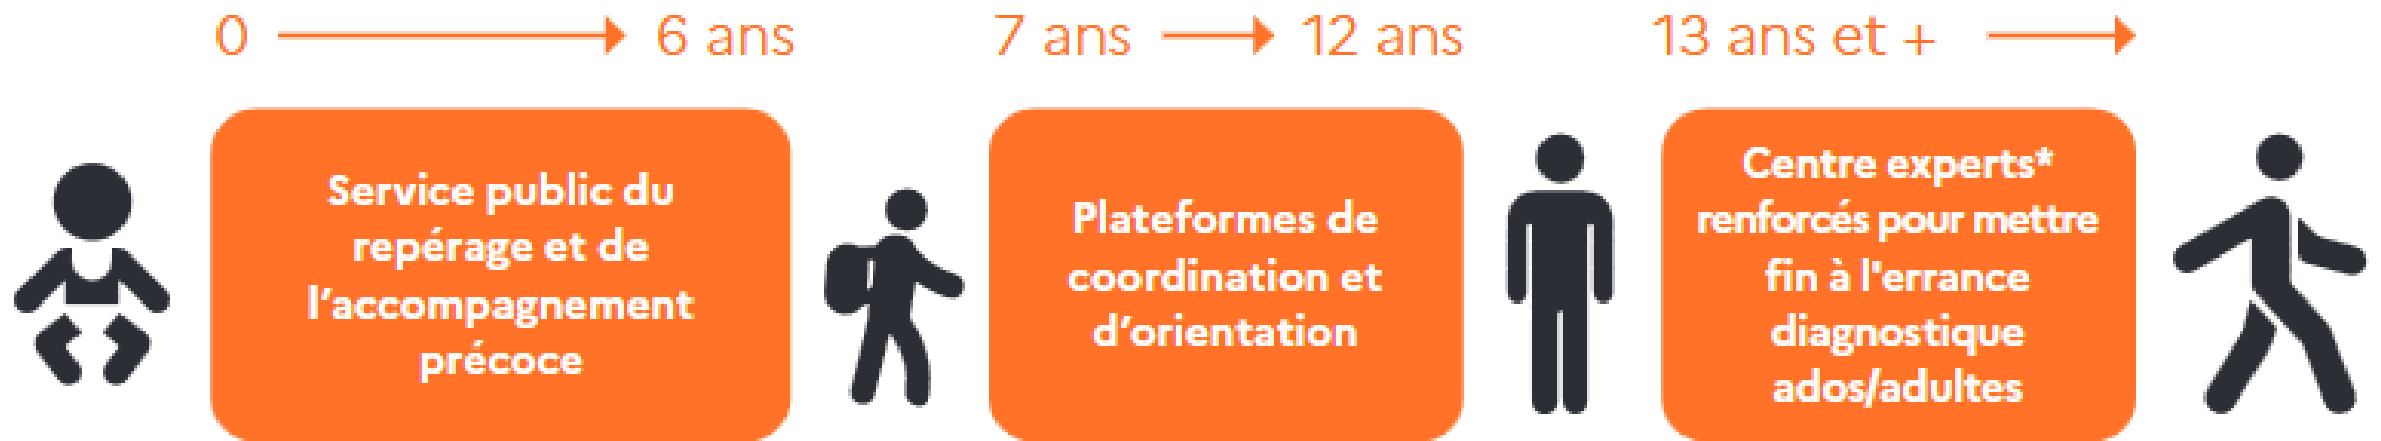 0 6 ans 7 ans 12 ans 13 ans et +
Service public du
repérage et de
l’accompagnement
précoce
Plateformes de
coordination et
d’orientation
Centre experts*
renforcés pour mettre
fin à l'errance
diagnostique
ados/adultes